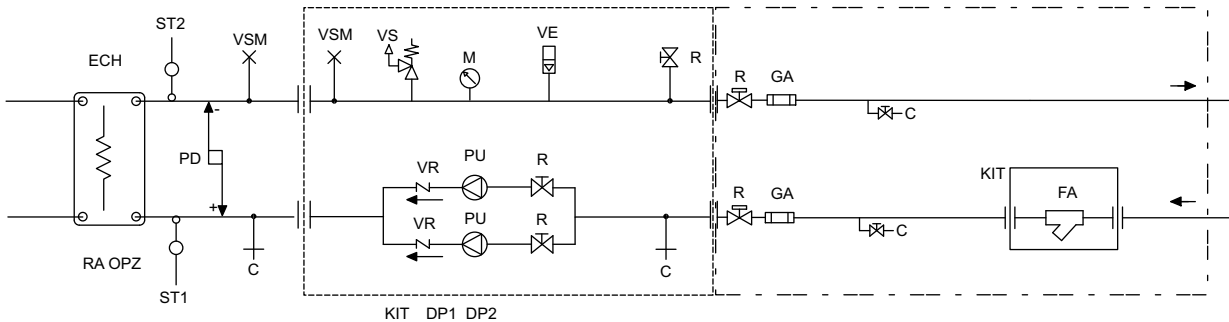 ST2
ECH
VSM
VSM
VS
M
VE
R
R
GA
C
-
PD
+
VR
PU
R
VR
PU
R
R
GA
C
KIT
FA
RA OPZ
ST1
C
C
KIT DP1 DP2